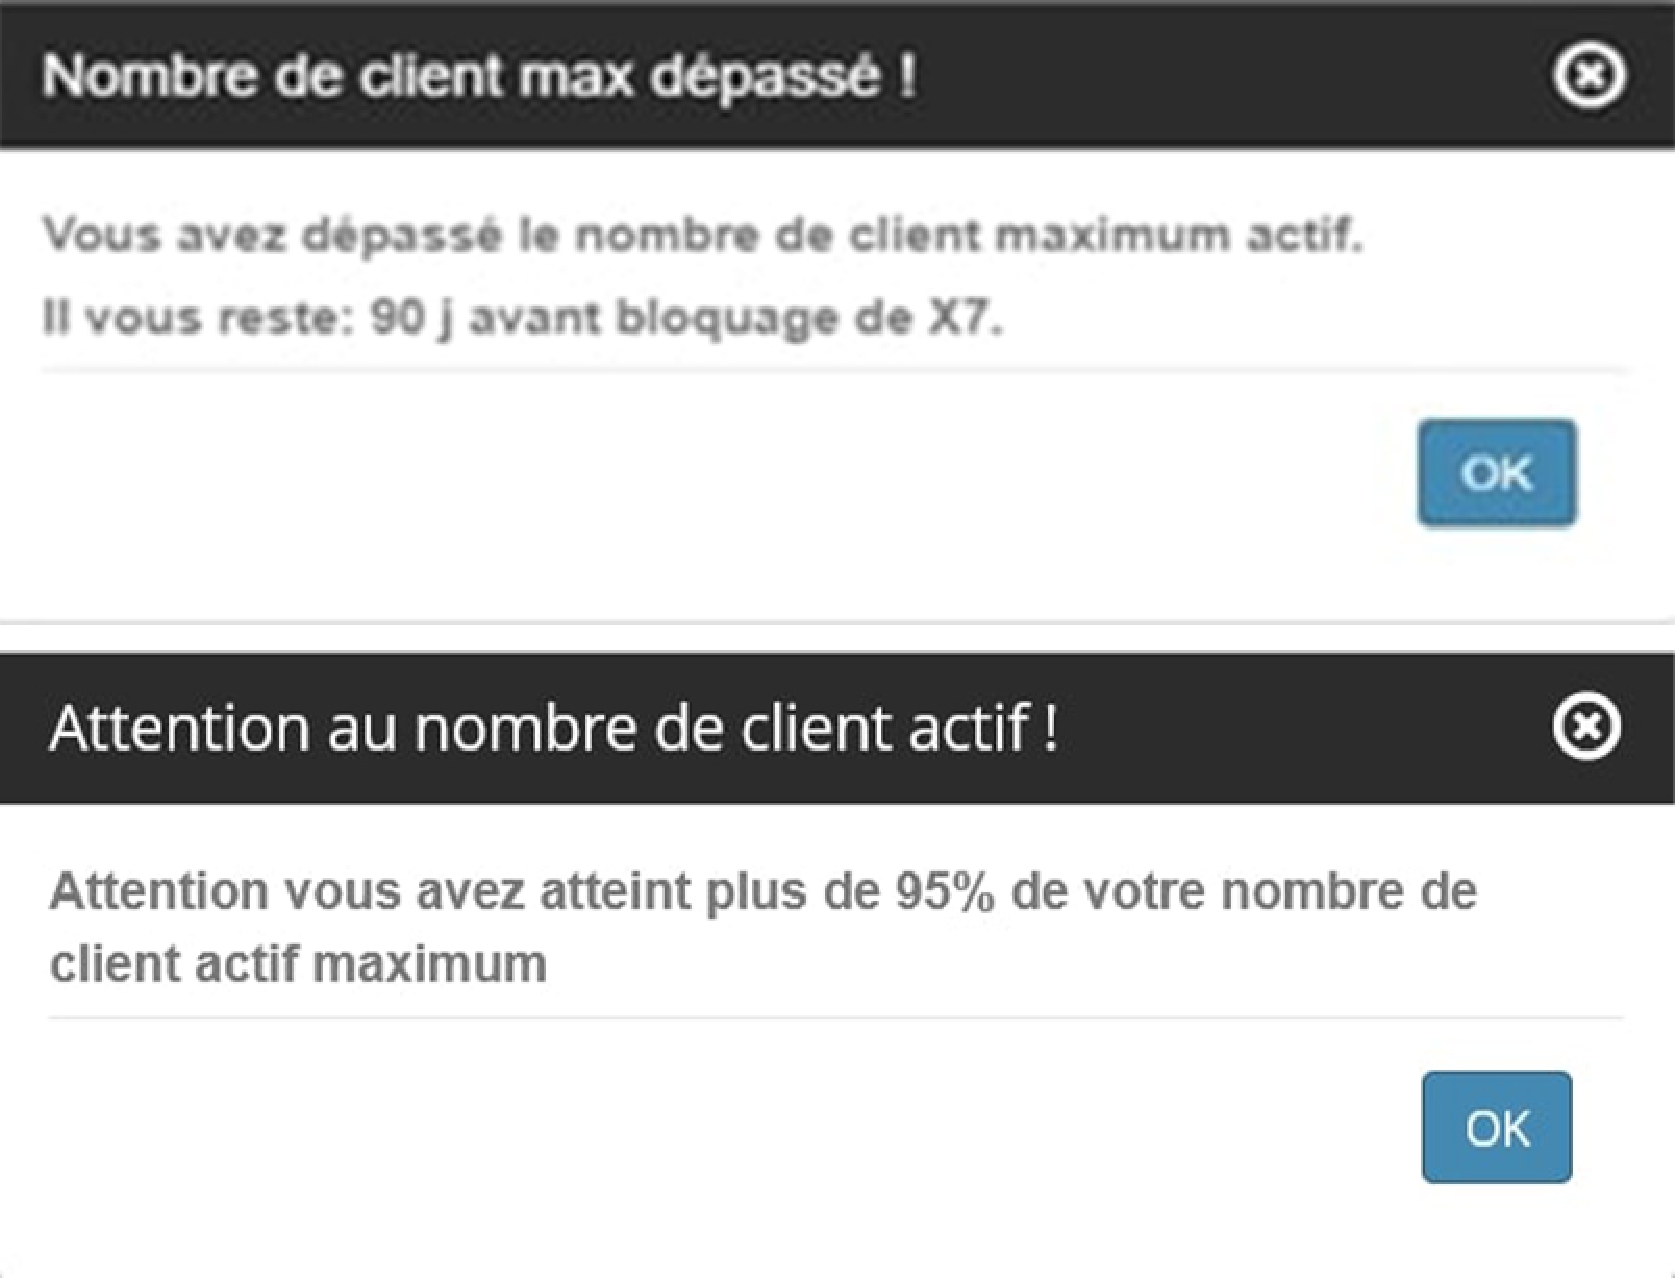 Nombre de client max dépassé !
Vous avez dépassé le nombre de client maximum actif.
Il vous reste: 90 j avant bloquage de X7.
OK
Attention au nombre de client actif !
Attention vous avez atteint plus de 95% de votre nombre de
client actif maximum
OK